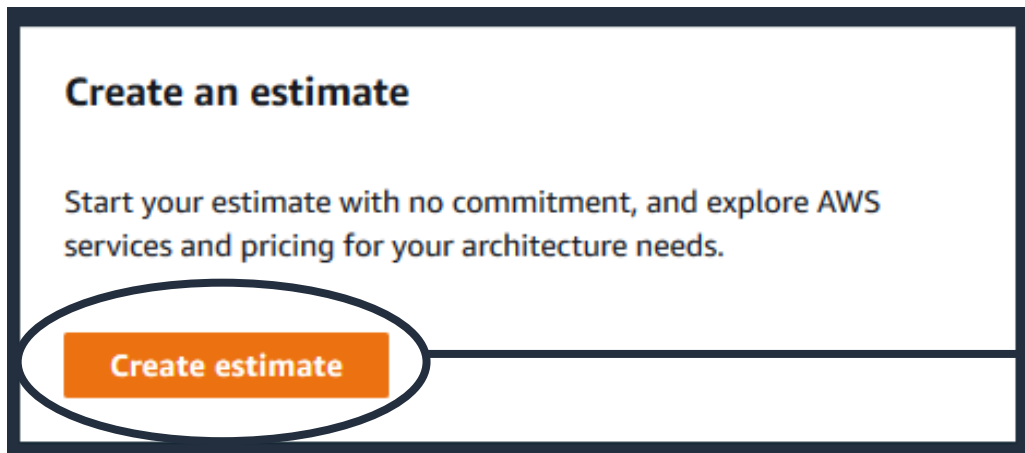 Create an estimate
Start your estimate with no commitment, and explore AWS
services and pricing for your architecture needs.
Create estimate